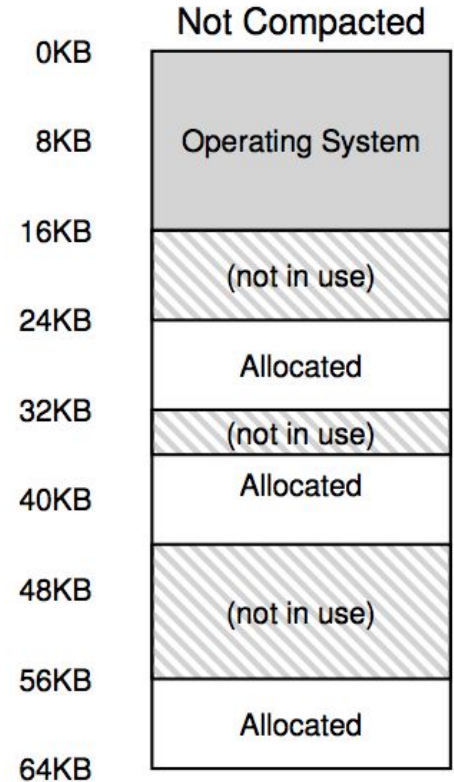 Not Compacted
0KB
8KB
Operating System
16KB
(not in use)
24KB
Allocated
32KB
(not in use)
Allocated
40KB
48KB
(not in use)
56KB
Allocated
64KB